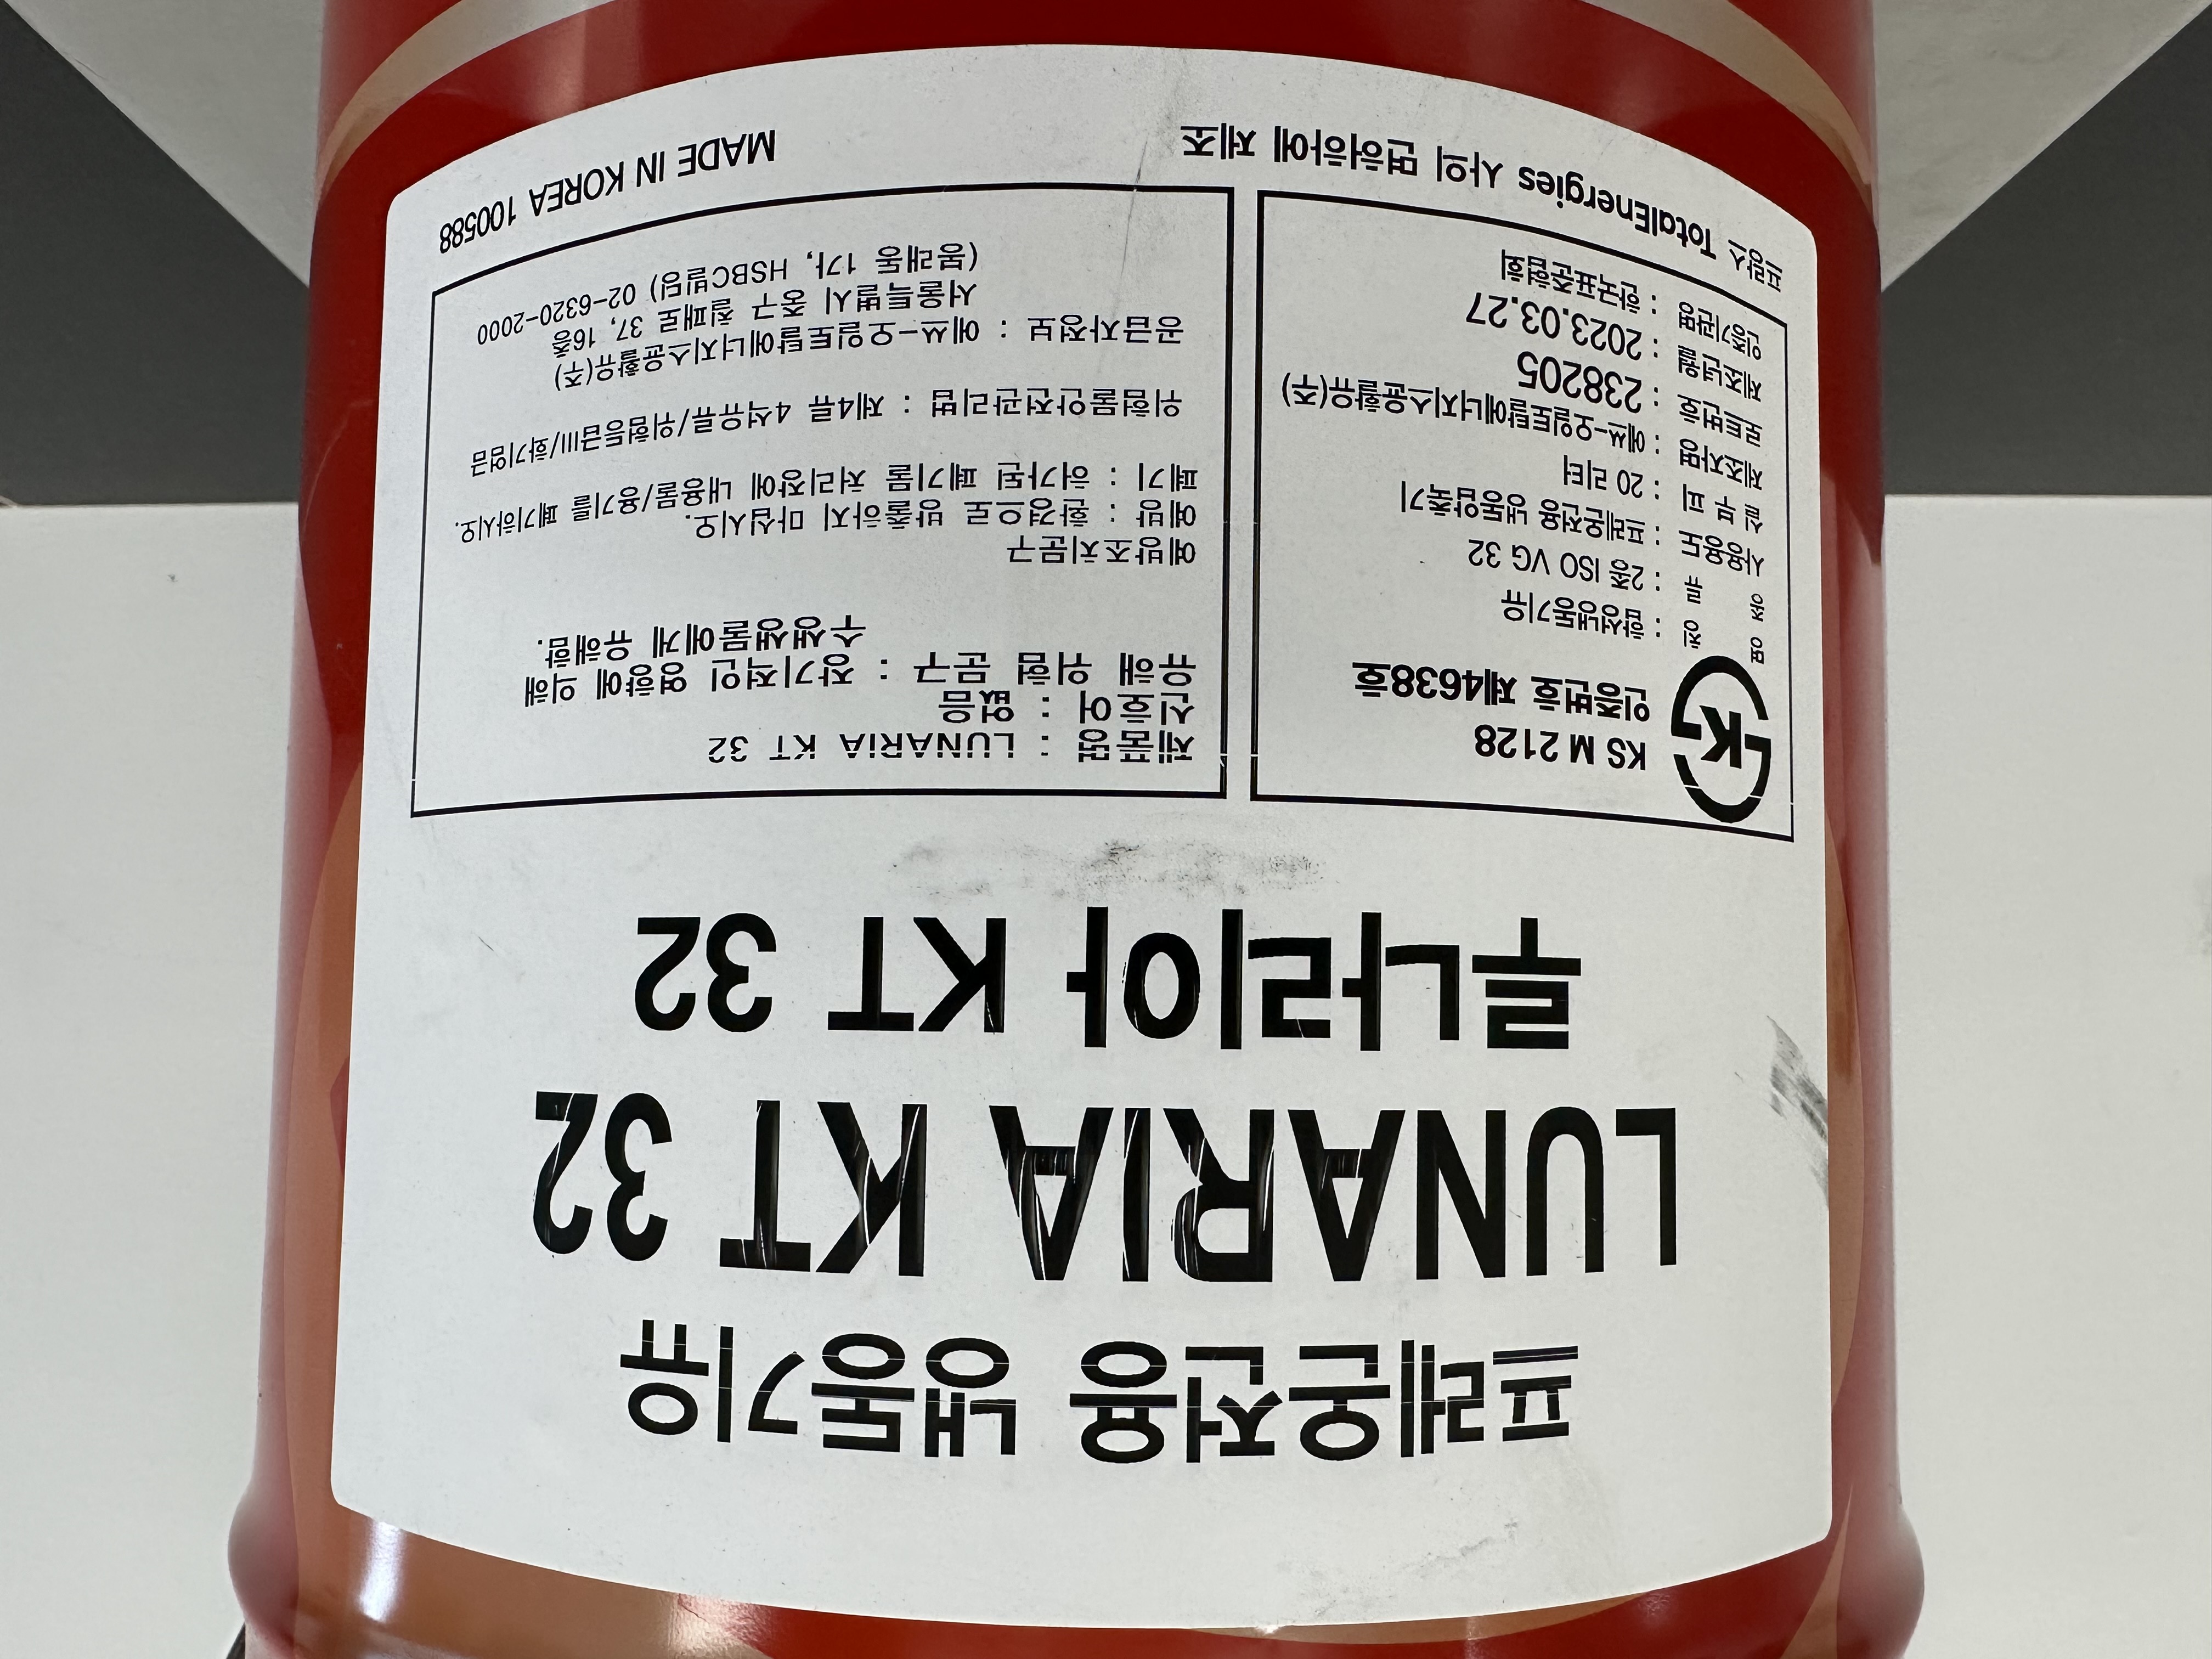 프레온전용 냉동기유
LUNARIA KT 32
루나리아 KT 32
KS M 2128
인증번호 제4638호
명 칭 : 합성냉동기유
종 류 : 2종 ISO VG 32
사용용도 : 프레온전용 냉동압축기
실 부 피 : 20 리터
제조자명 : 에쓰-오일토탈에너지스윤활유(주)
로트번호 : 238205
제조년월 : 2023.03.27
인증기관명 : 한국표준협회
제품명 : LUNARIA KT 32
신호어 : 없음
유해 위험 문구 : 장기적인 영향에 의해
수생생물에게 유해함.
예방조치문구
예방 : 환경으로 방출하지 마십시오.
폐기 : 허가된 폐기물 처리장에 내용물/용기를 폐기하시오.
위험물안전관리법 : 제4류 4석유류/위험등급III/화기엄금
공급자정보 : 에쓰-오일토탈에너지스윤활유(주)
서울특별시 중구 칠패로 37, 16층
(봉래동 1가, HSBC빌딩) 02-6320-2000
프랑스 TotalEnergies 사의 면허하에 제조
MADE IN KOREA 100588